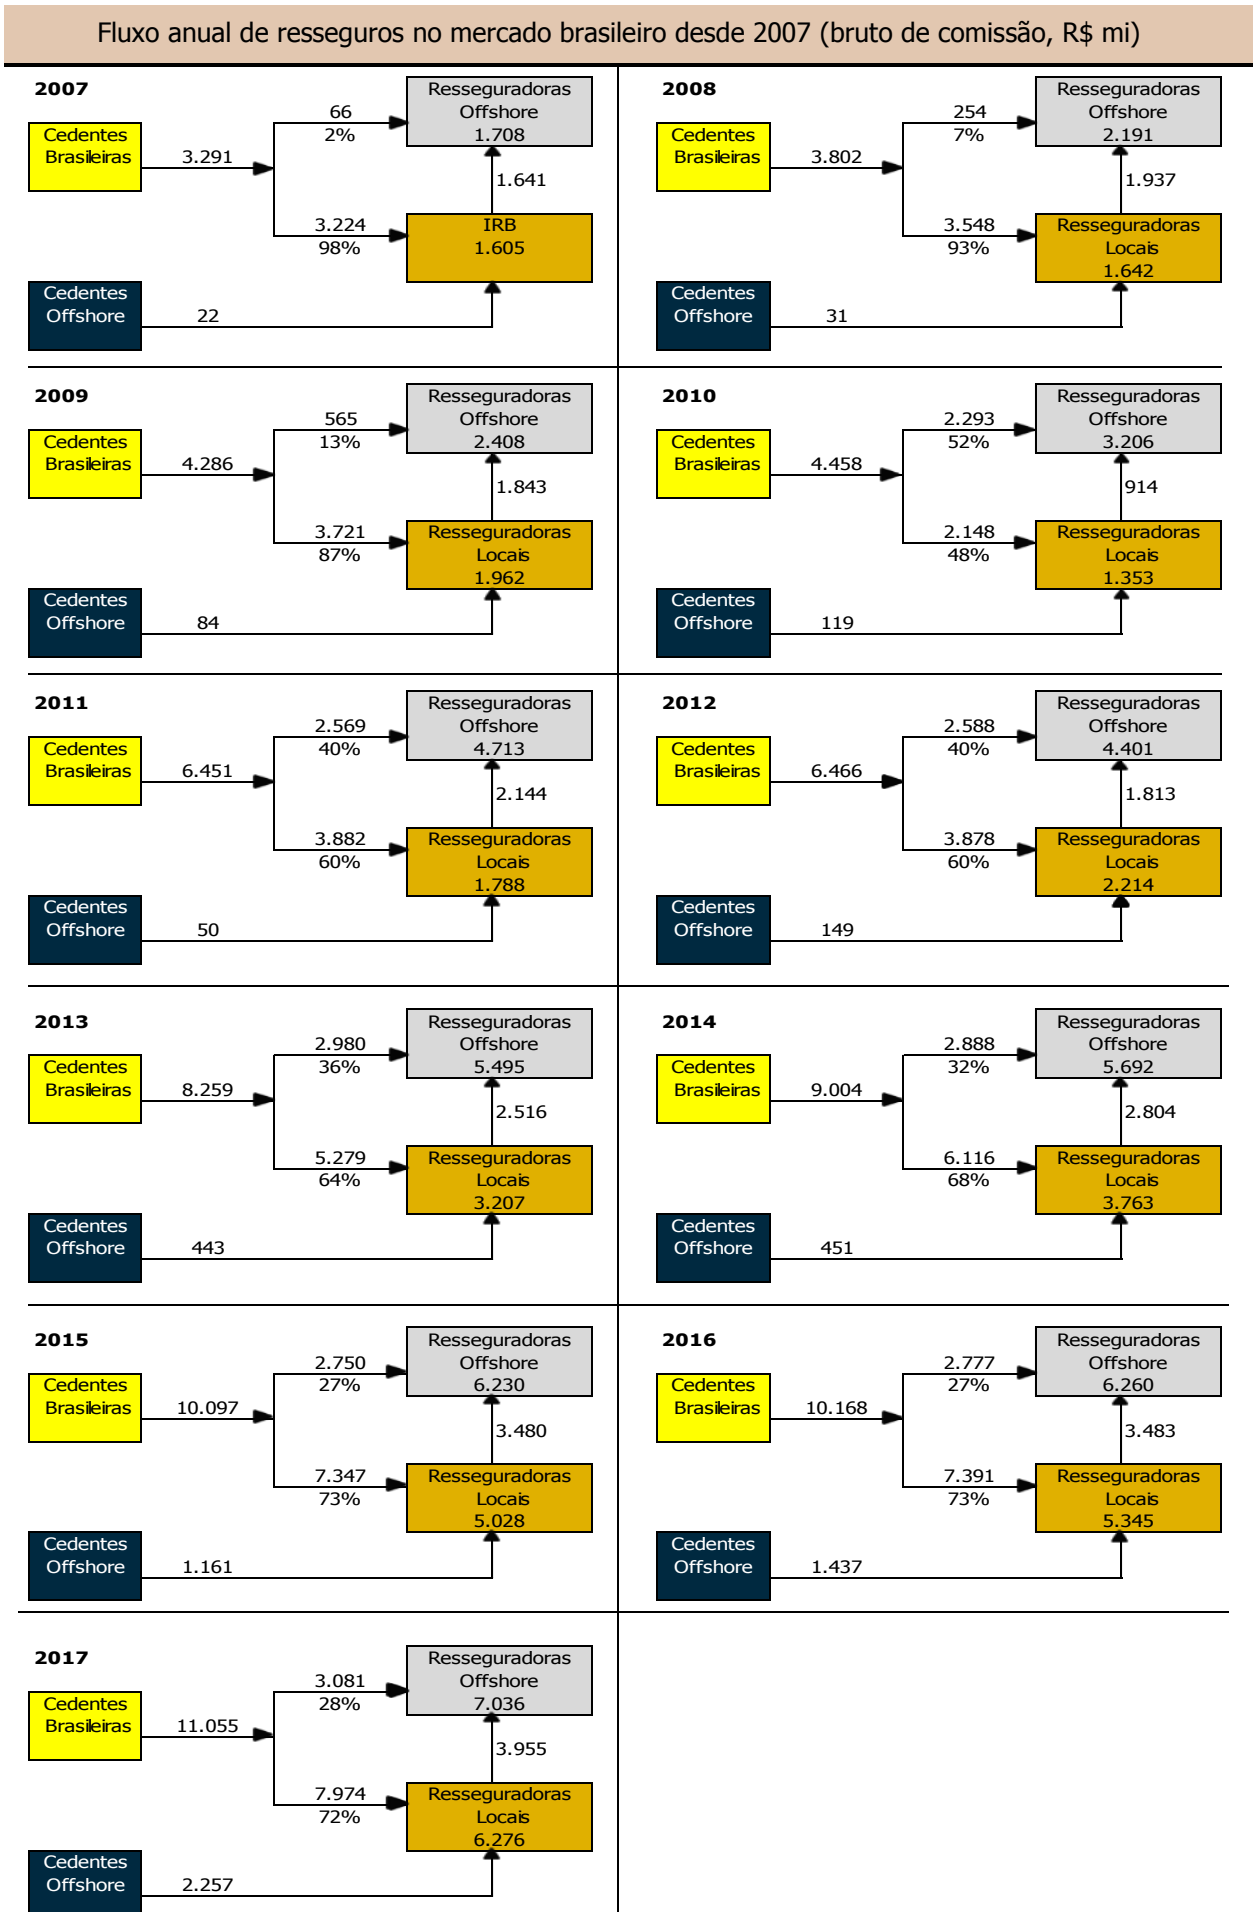 Fluxo anual de resseguros no mercado brasileiro desde 2007 (bruto de comissão, R$ mi)
2007
Cedentes
Brasileiras
3.291
66
2%
Resseguradoras
Offshore
1.708
1.641
3.224
98%
IRB
1.605
Cedentes
Offshore
22
2008
Cedentes
Brasileiras
3.802
254
7%
Resseguradoras
Offshore
2.191
1.937
3.548
93%
Resseguradoras
Locais
1.642
Cedentes
Offshore
31
2009
Cedentes
Brasileiras
4.286
565
13%
Resseguradoras
Offshore
2.408
1.843
3.721
87%
Resseguradoras
Locais
1.962
Cedentes
Offshore
84
2010
Cedentes
Brasileiras
4.458
2.293
52%
Resseguradoras
Offshore
3.206
914
2.148
48%
Resseguradoras
Locais
1.353
Cedentes
Offshore
119
2011
Cedentes
Brasileiras
6.451
2.569
40%
Resseguradoras
Offshore
4.713
2.144
3.882
60%
Resseguradoras
Locais
1.788
Cedentes
Offshore
50
2012
Cedentes
Brasileiras
6.466
2.588
40%
Resseguradoras
Offshore
4.401
1.813
3.878
60%
Resseguradoras
Locais
2.214
Cedentes
Offshore
149
2013
Cedentes
Brasileiras
8.259
2.980
36%
Resseguradoras
Offshore
5.495
2.516
5.279
64%
Resseguradoras
Locais
3.207
Cedentes
Offshore
443
2014
Cedentes
Brasileiras
9.004
2.888
32%
Resseguradoras
Offshore
5.692
2.804
6.116
68%
Resseguradoras
Locais
3.763
Cedentes
Offshore
451
2015
Cedentes
Brasileiras
10.097
2.750
27%
Resseguradoras
Offshore
6.230
3.480
7.347
73%
Resseguradoras
Locais
5.028
Cedentes
Offshore
1.161
2016
Cedentes
Brasileiras
10.168
2.777
27%
Resseguradoras
Offshore
6.260
3.483
7.391
73%
Resseguradoras
Locais
5.345
Cedentes
Offshore
1.437
2017
Cedentes
Brasileiras
11.055
3.081
28%
Resseguradoras
Offshore
7.036
3.955
7.974
72%
Resseguradoras
Locais
6.276
Cedentes
Offshore
2.257